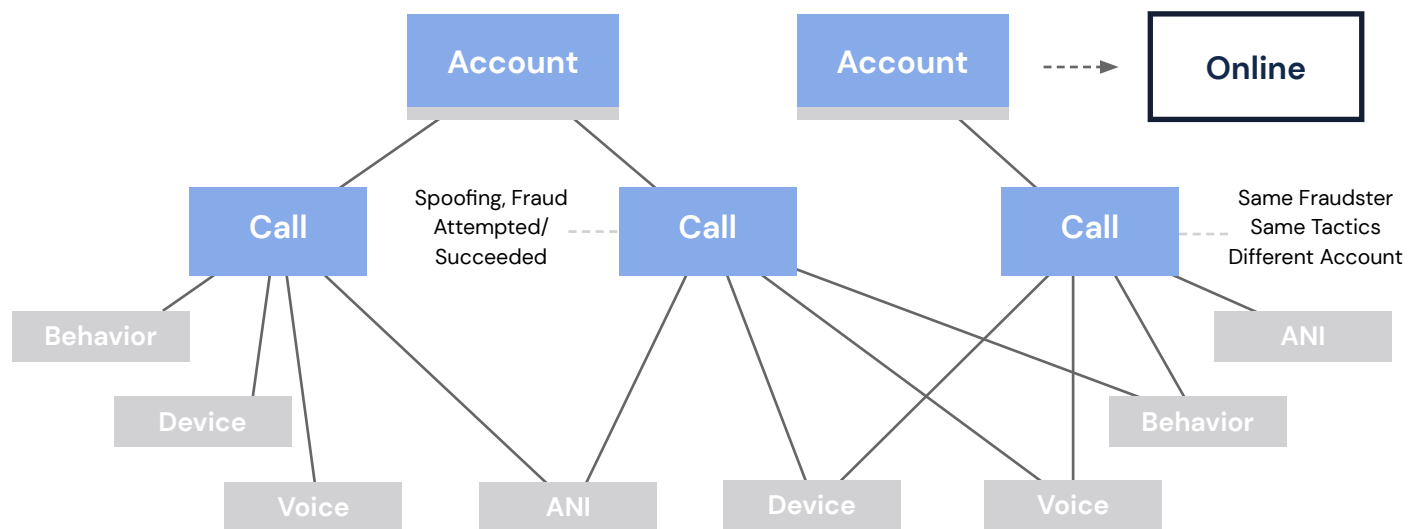 Account
Account
Online
Call
Spoofing, Fraud
Attempted/
Succeeded
Call
Call
Same Fraudster
Same Tactics
Different Account
Behavior
ANI
Device
Behavior
Voice
ANI
Device
Voice